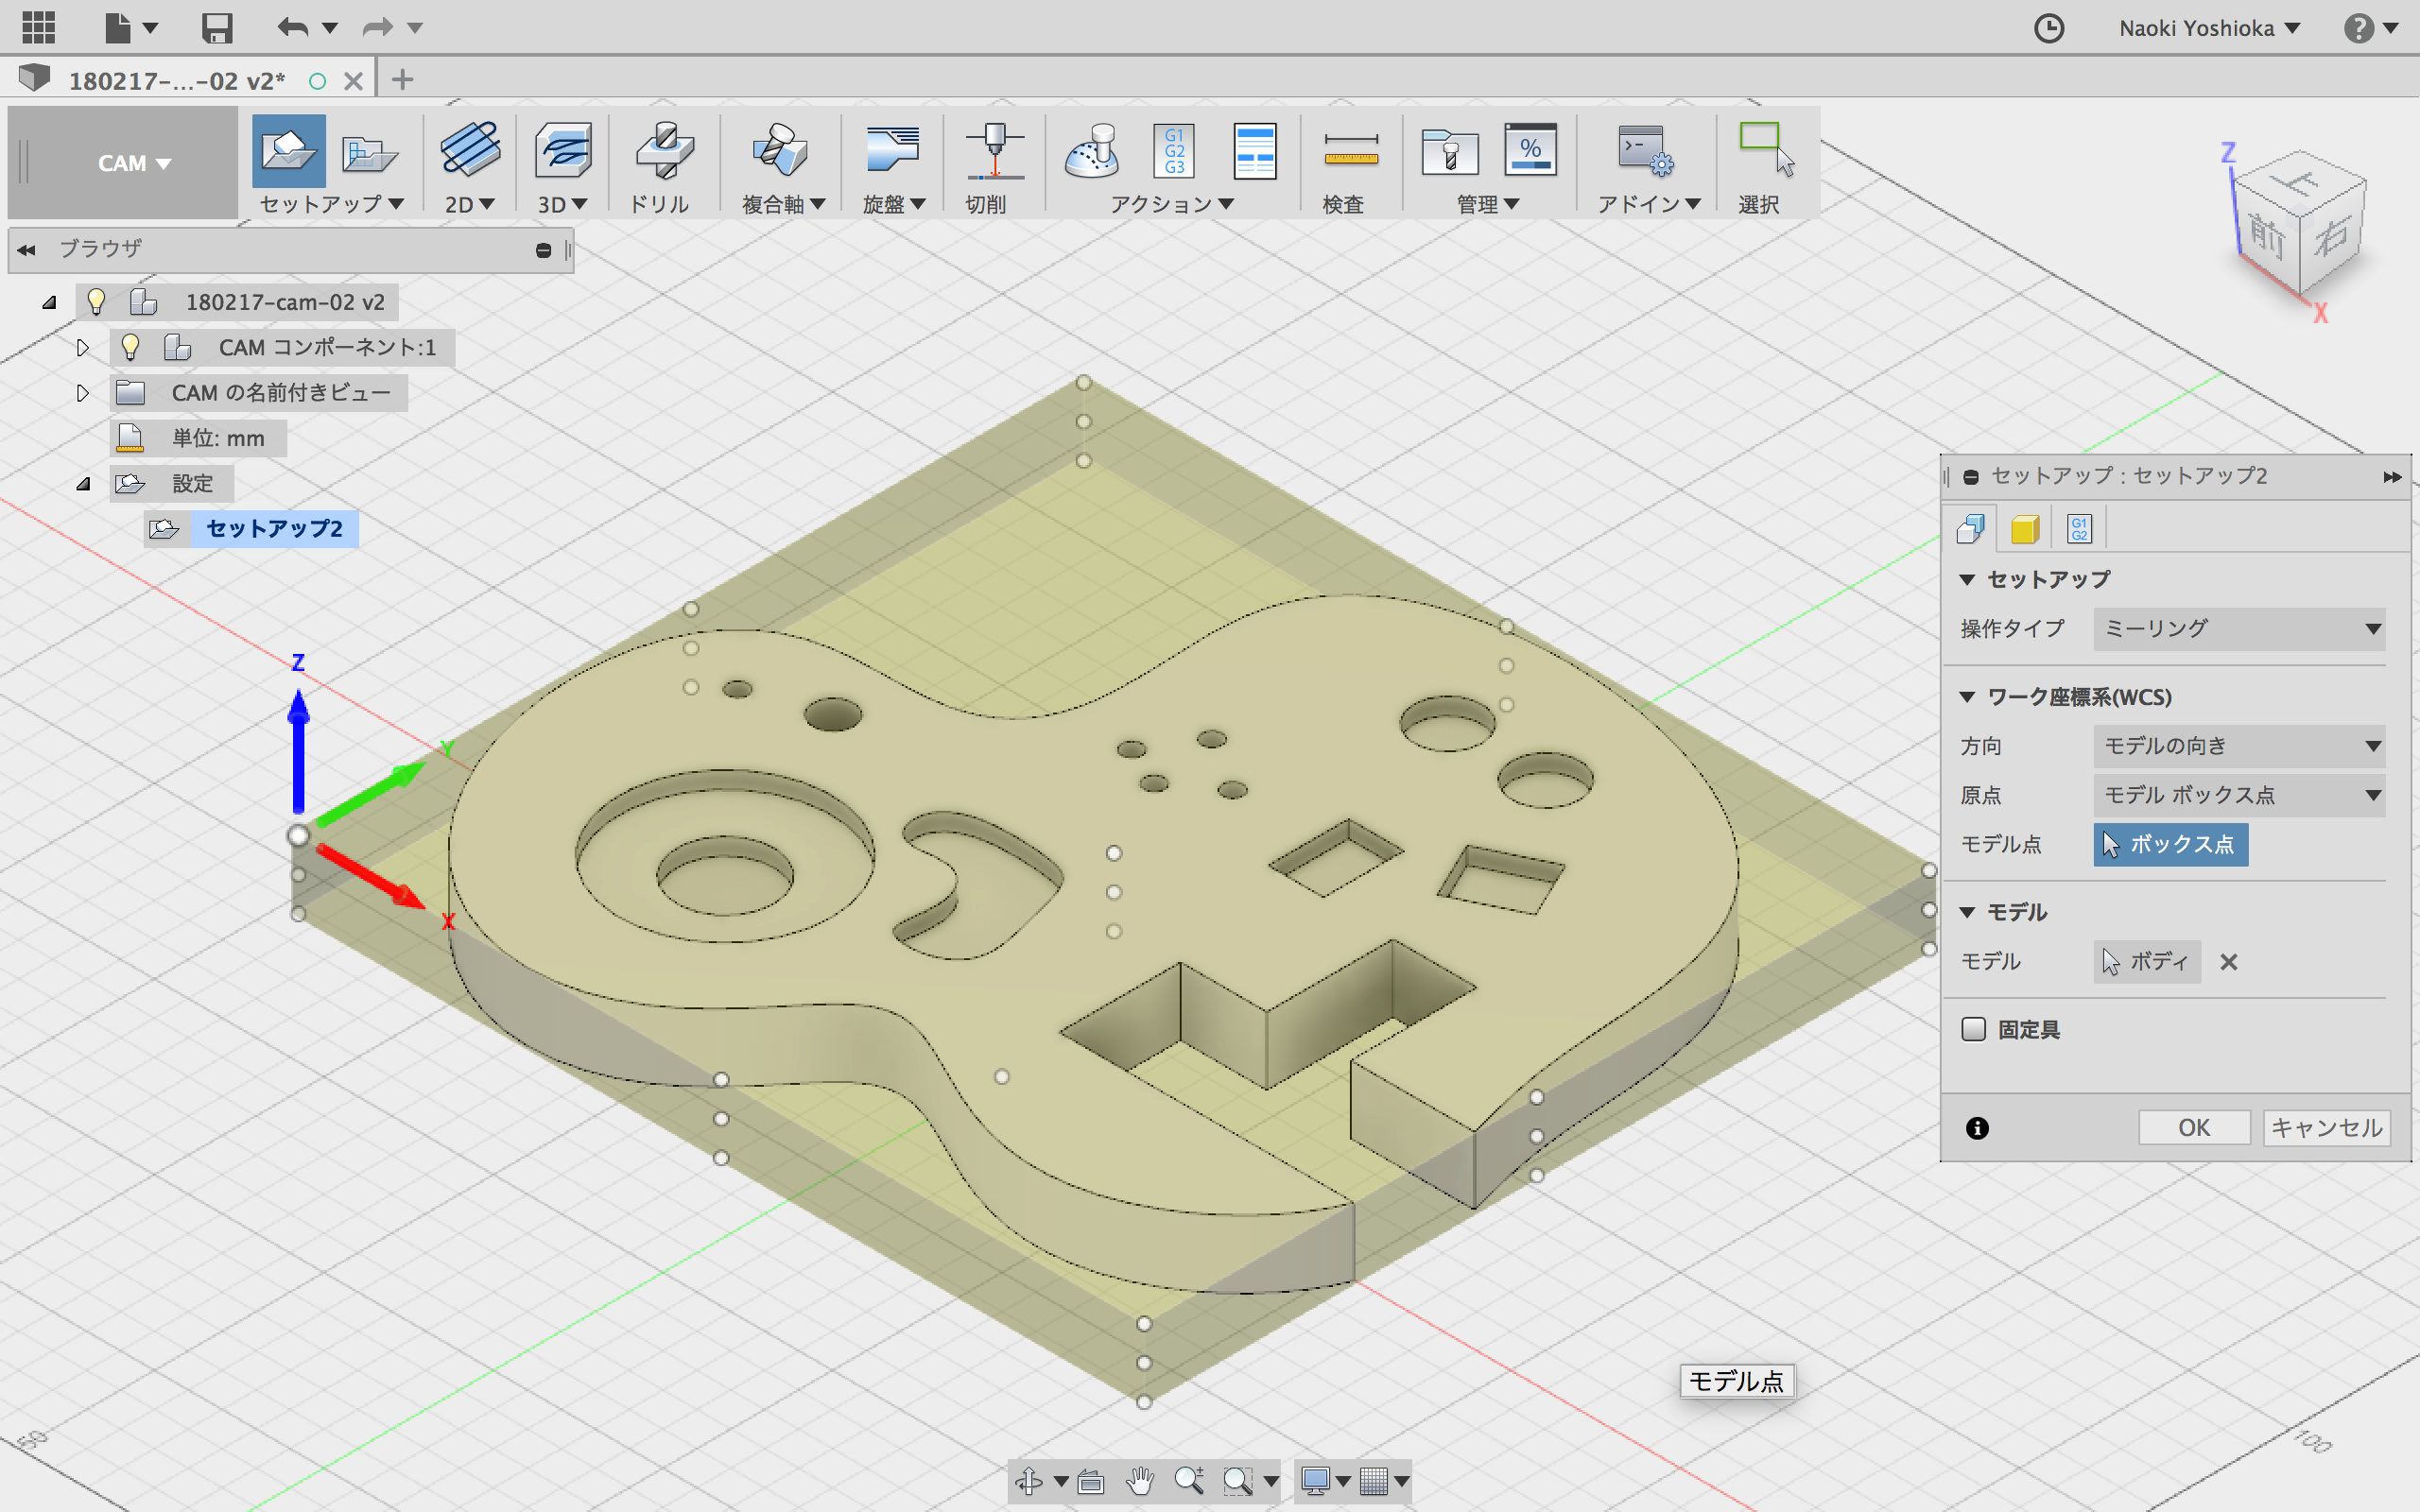 Naoki Yoshioka
?
180217-...-02 v2*
CAM
G1
G2
G3
%
セットアップ
2D
3D
ドリル
複合軸
旋盤
切削
アクション
検査
管理
アドイン
選択
Z
上
前
右
X
ブラウザ
180217-cam-02 v2
CAM コンポーネント:1
CAM の名前付きビュー
単位: mm
設定
セットアップ2
セットアップ : セットアップ2
G1
G2
セットアップ
操作タイプ
ミーリング
ワーク座標系(WCS)
方向
モデルの向き
原点
モデル ボックス点
モデル点
ボックス点
モデル
モデル
ボディ
固定具
OK
キャンセル
Z
Y
X
モデル点
50
100